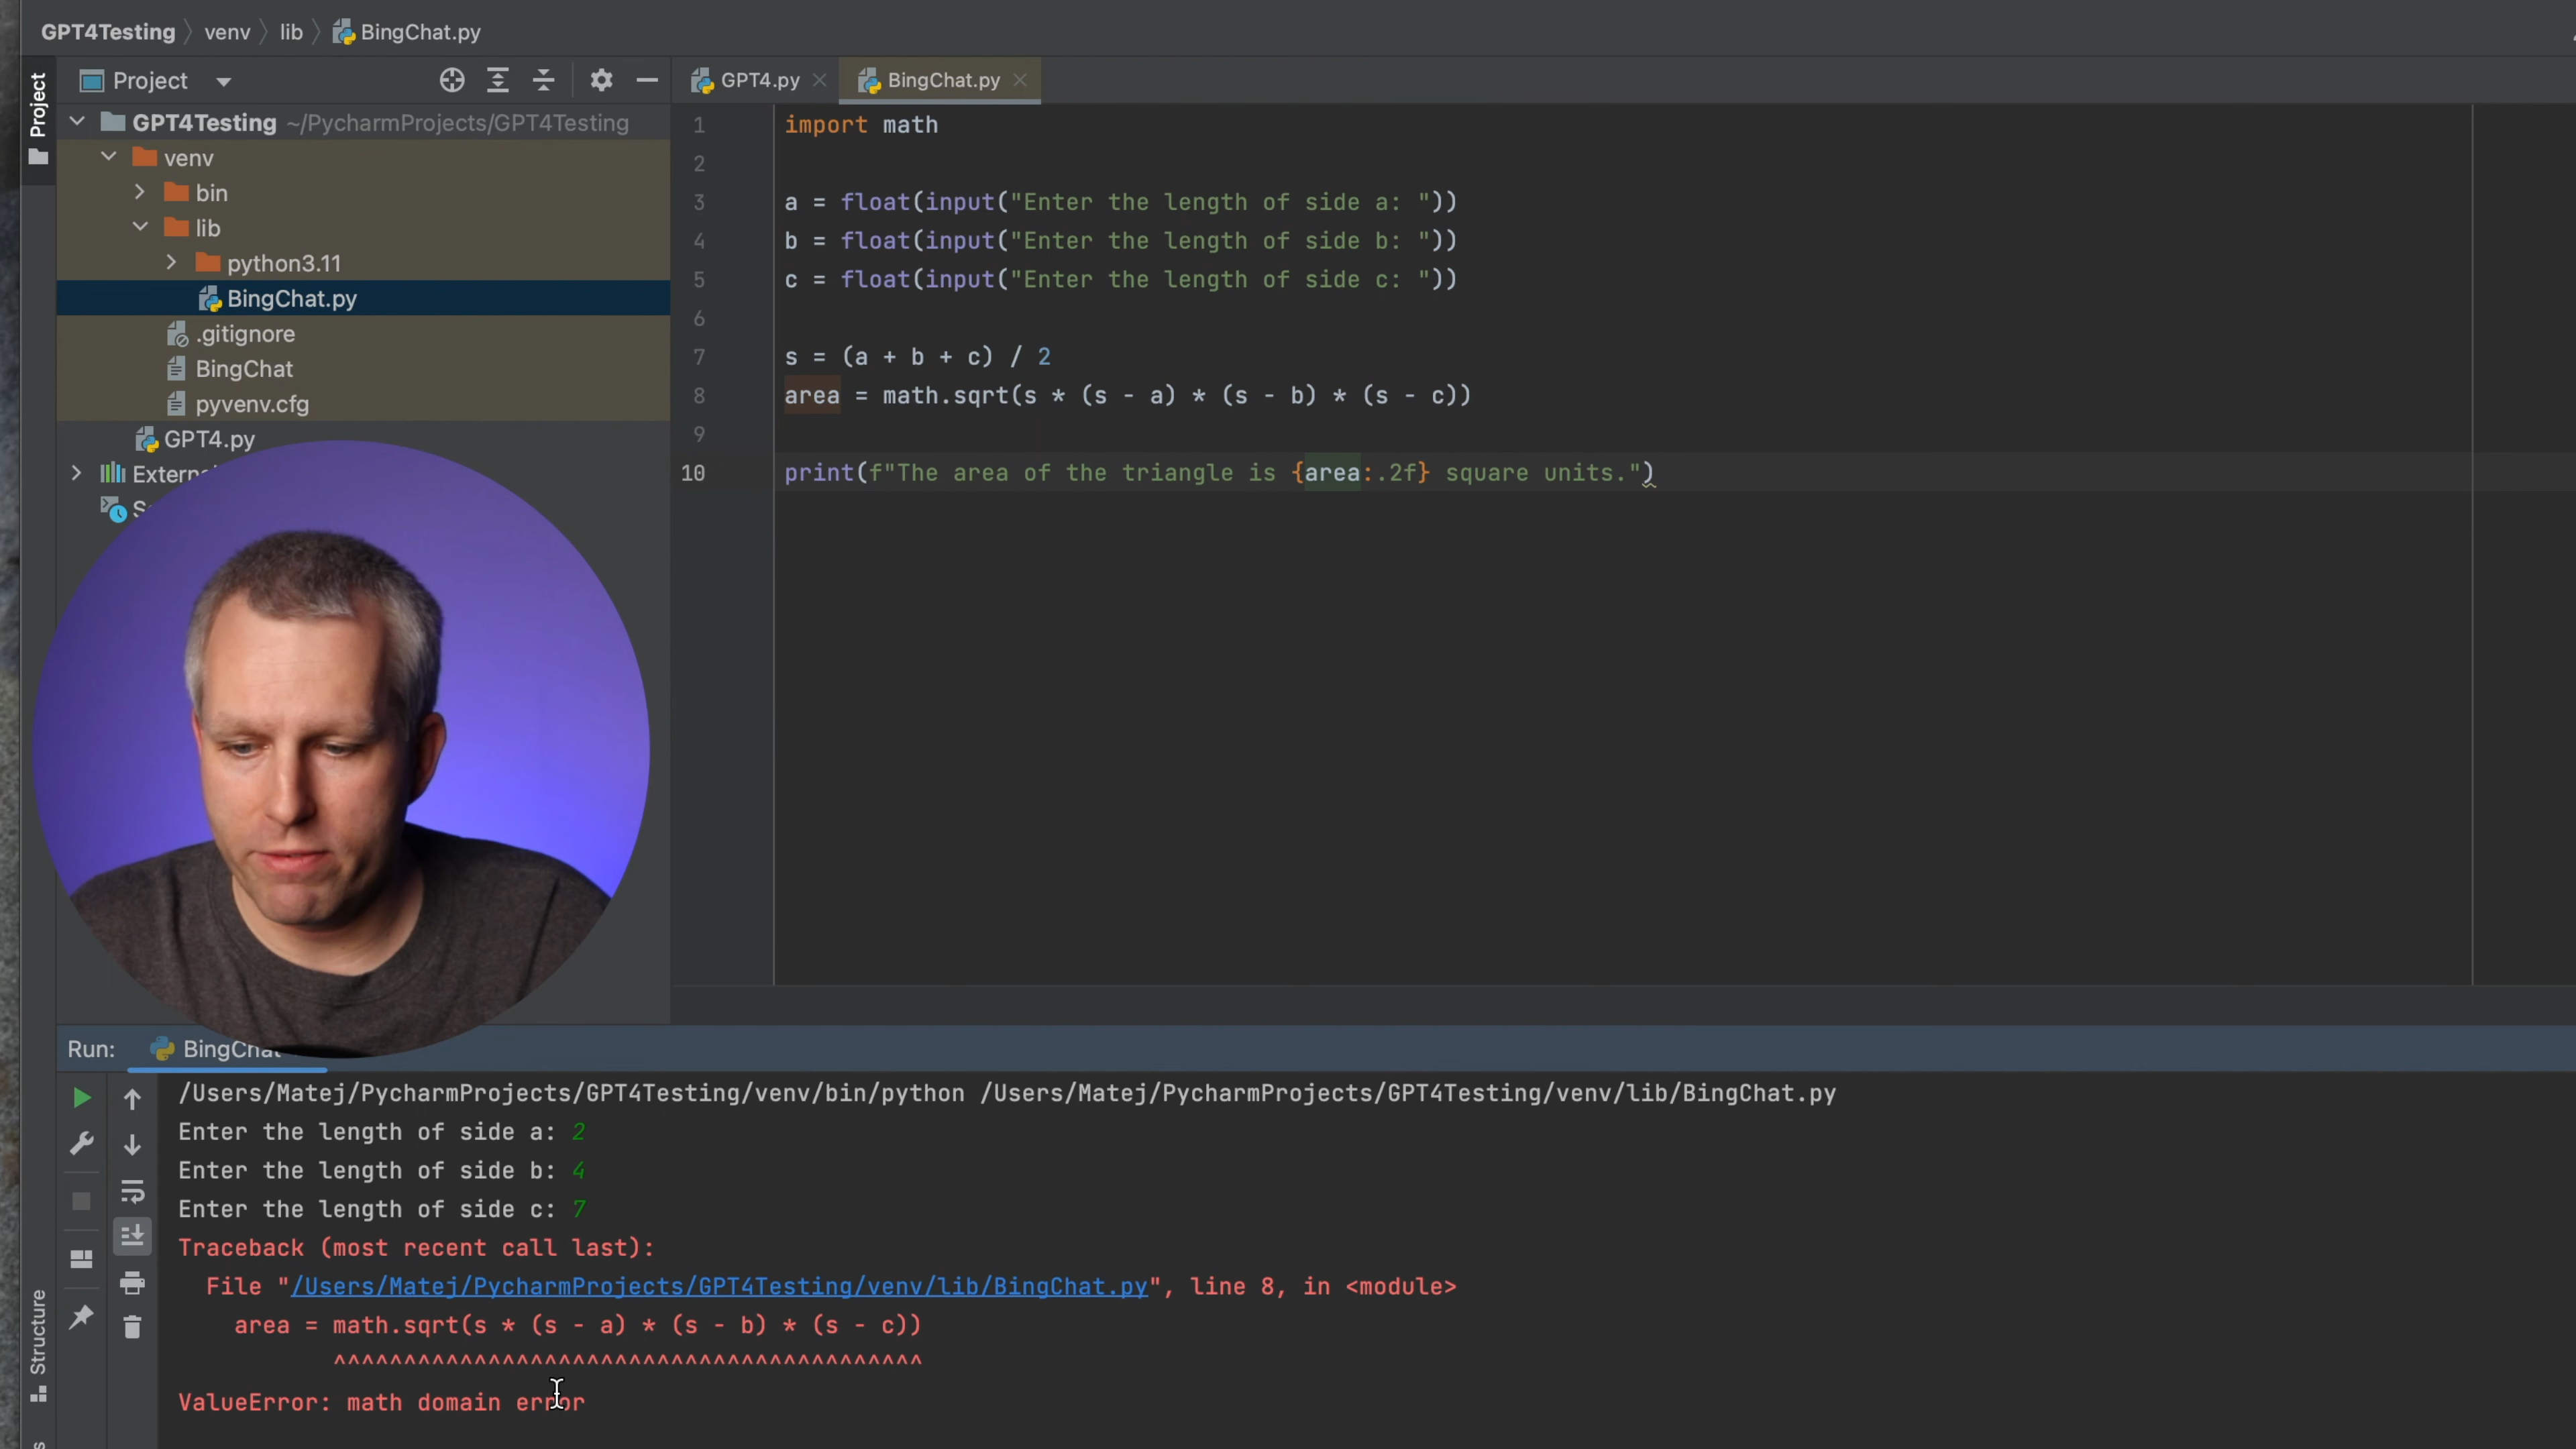 GPT4Testing venv lib BingChat.py
Project
Project
GPT4.py BingChat.py
GPT4Testing ~/PycharmProjects/GPT4Testing
venv
bin
lib
python3.11
BingChat.py
.gitignore
BingChat
pyvenv.cfg
GPT4.py
1 import math
2
3 a = float(input("Enter the length of side a: "))
4 b = float(input("Enter the length of side b: "))
5 c = float(input("Enter the length of side c: "))
6
7 s = (a + b + c) / 2
8 area = math.sqrt(s * (s - a) * (s - b) * (s - c))
9
10 print(f"The area of the triangle is {area:.2f} square units.")
Run: BingChat
/Users/Matej/PycharmProjects/GPT4Testing/venv/bin/python /Users/Matej/PycharmProjects/GPT4Testing/venv/lib/BingChat.py
Enter the length of side a: 2
Enter the length of side b: 4
Enter the length of side c: 7
Traceback (most recent call last):
File "/Users/Matej/PycharmProjects/GPT4Testing/venv/lib/BingChat.py", line 8, in <module>
area = math.sqrt(s * (s - a) * (s - b) * (s - c))
^^^^^^^^^^^^^^^^^^^^^^^^^^^^^^^^^^^^^^^^^^
ValueError: math domain error
Structure